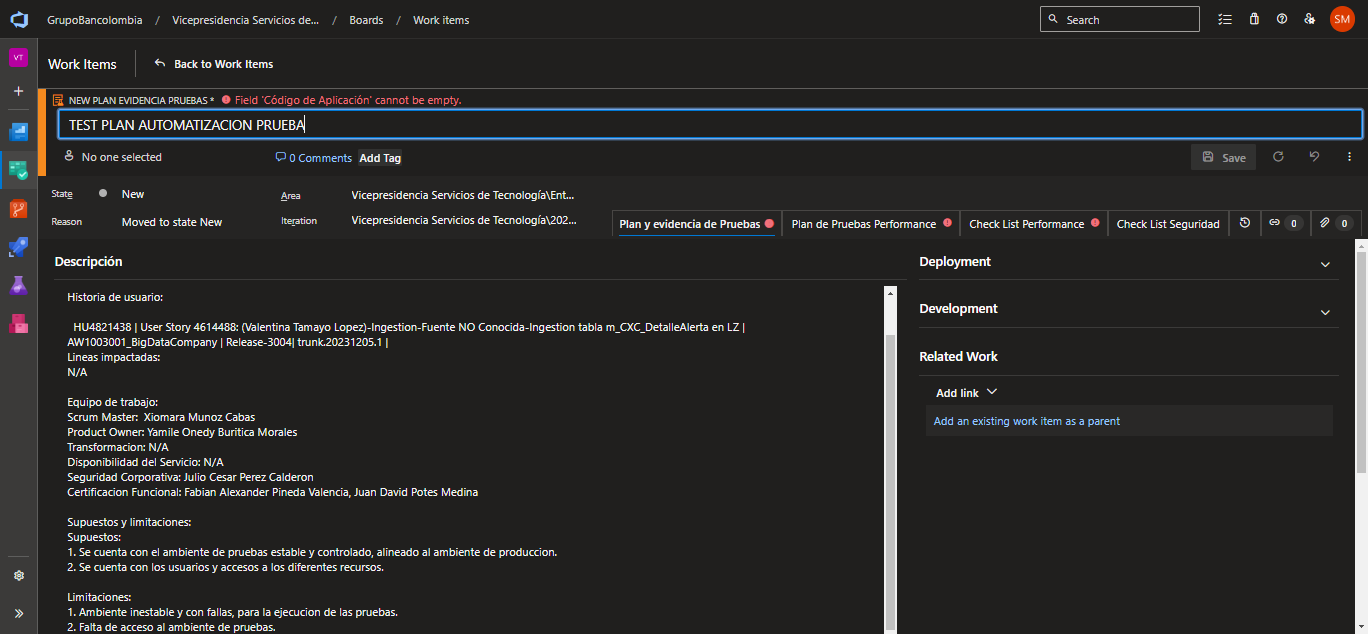 GrupoBancolombia / Vicepresidencia Servicios de... / Boards / Work items
Search
SM
VT
Work Items
Back to Work Items
NEW PLAN EVIDENCIA PRUEBAS * Field 'Código de Aplicación' cannot be empty.
TEST PLAN AUTOMATIZACION PRUEBA
No one selected
0 Comments
Add Tag
Save
State
New
Area
Vicepresidencia Servicios de Tecnología\Ent...
Reason
Moved to state New
Iteration
Vicepresidencia Servicios de Tecnología\202...
Plan y evidencia de Pruebas
Plan de Pruebas Performance
Check List Performance
Check List Seguridad
0
0
Descripción
Historia de usuario:
HU4821438 | User Story 4614488: (Valentina Tamayo Lopez)-Ingestion-Fuente NO Conocida-Ingestion tabla m_CXC_DetalleAlerta en LZ |
AW1003001_BigDataCompany | Release-3004| trunk.20231205.1 |
Lineas impactadas:
N/A
Equipo de trabajo:
Scrum Master: Xiomara Munoz Cabas
Product Owner: Yamile Onedy Buritica Morales
Transformacion: N/A
Disponibilidad del Servicio: N/A
Seguridad Corporativa: Julio Cesar Perez Calderon
Certificacion Funcional: Fabian Alexander Pineda Valencia, Juan David Potes Medina
Supuestos y limitaciones:
Supuestos:
1. Se cuenta con el ambiente de pruebas estable y controlado, alineado al ambiente de produccion.
2. Se cuenta con los usuarios y accesos a los diferentes recursos.
Limitaciones:
1. Ambiente inestable y con fallas, para la ejecucion de las pruebas.
2. Falta de acceso al ambiente de pruebas.
Deployment
Development
Related Work
Add link
Add an existing work item as a parent